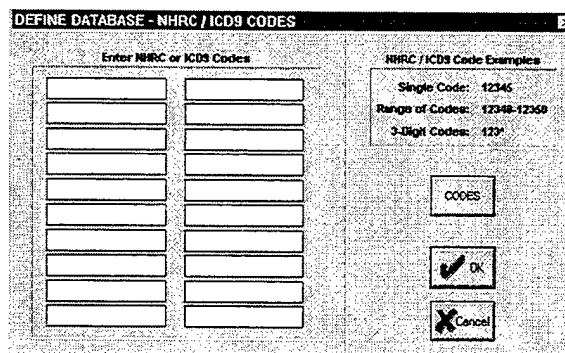 DEFINE DATABASE - NHRC / ICD9 CODES
Enter NHRC or ICD9 Codes
NHRC / ICD9 Code Examples
Single Code: 12345
Range of Codes: 12340-12350
3-Digit Codes: 123*
CODES
OK
Cancel